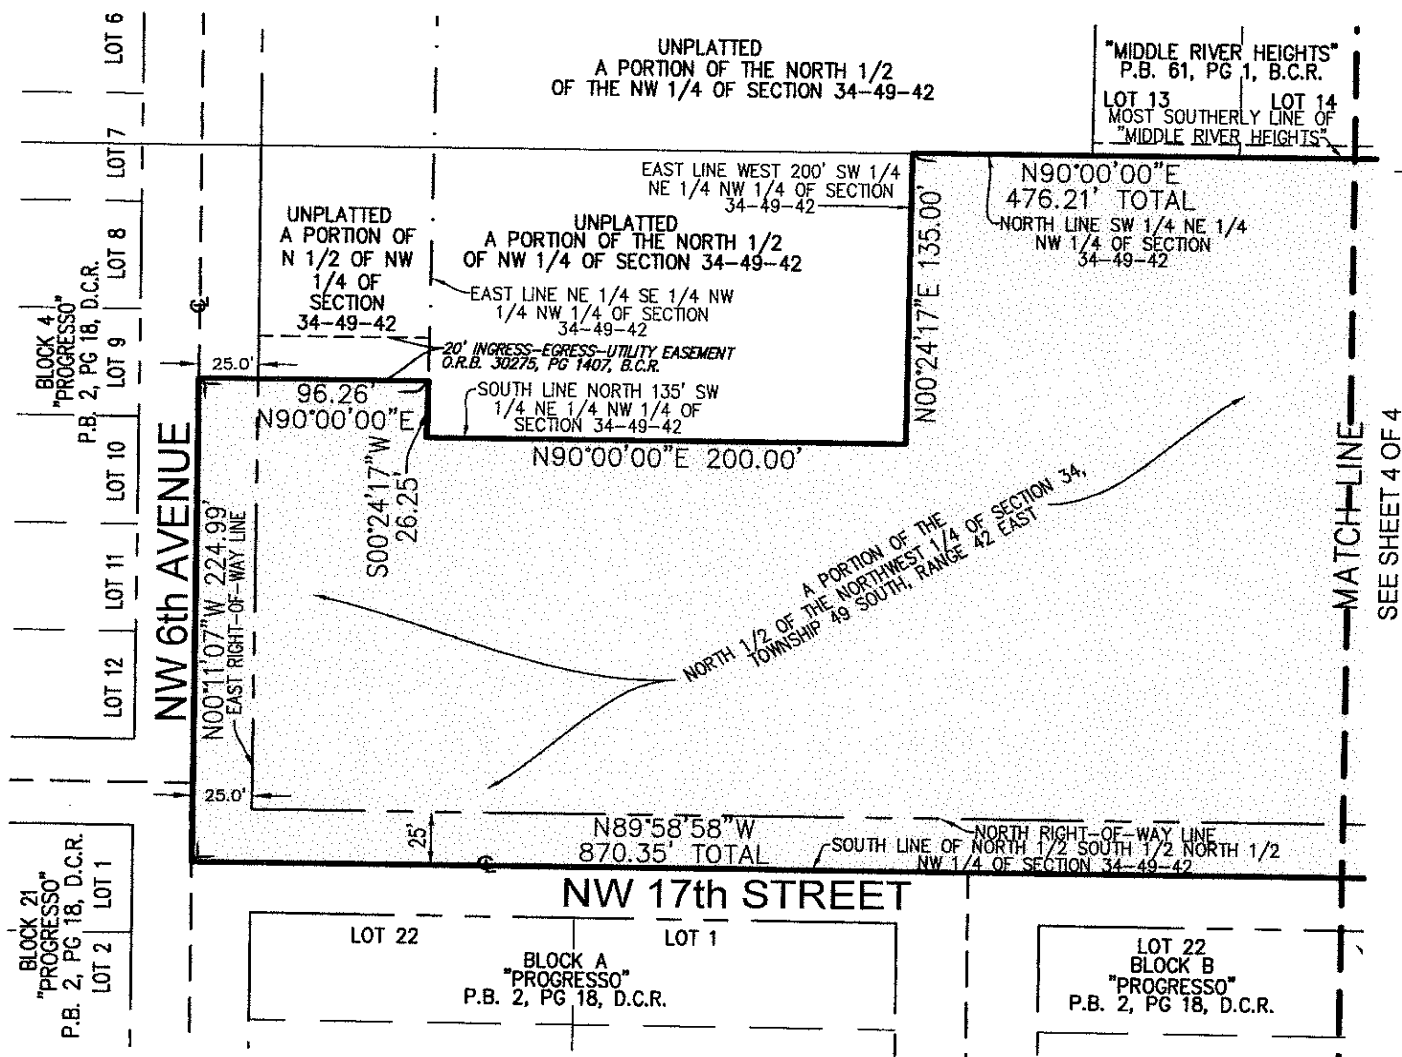 LOT 6
UNPLATTED
A PORTION OF THE NORTH 1/2
OF THE NW 1/4 OF SECTION 34-49-42
"MIDDLE RIVER HEIGHTS"
P.B. 61, PG 1, B.C.R.
LOT 13
LOT 14
MOST SOUTHERLY LINE OF
"MIDDLE RIVER HEIGHTS"
LOT 7
EAST LINE WEST 200' SW 1/4
NE 1/4 NW 1/4 OF SECTION
34-49-42
N90°00'00"E
476.21' TOTAL
NORTH LINE SW 1/4 NE 1/4
NW 1/4 OF SECTION
34-49-42
N00°24'17"E 135.00'
UNPLATTED
A PORTION OF
N 1/2 OF NW
1/4 OF
SECTION
34-49-42
UNPLATTED
A PORTION OF THE NORTH 1/2
OF NW 1/4 OF SECTION 34-49-42
EAST LINE NE 1/4 SE 1/4 NW
1/4 NW 1/4 OF SECTION
34-49-42
LOT 8
BLOCK 4
"PROGRESSO"
P.B. 2, PG 18, D.C.R.
LOT 9
℄
25.0'
20' INGRESS-EGRESS-UTILITY EASEMENT
O.R.B. 30275, PG 1407, B.C.R.
96.26'
N90°00'00"E
SOUTH LINE NORTH 135' SW
1/4 NE 1/4 NW 1/4 OF
SECTION 34-49-42
N90°00'00"E 200.00'
S00°24'17"W
26.25'
LOT 10
LOT 11
LOT 12
NW 6th AVENUE
N00°11'07"W 224.99'
EAST RIGHT-OF-WAY LINE
A PORTION OF THE
NORTH 1/2 OF THE NORTHWEST 1/4 OF SECTION 34,
TOWNSHIP 49 SOUTH, RANGE 42 EAST
MATCH LINE
SEE SHEET 4 OF 4
25.0'
25'
N89°58'58"W
870.35' TOTAL
NORTH RIGHT-OF-WAY LINE
SOUTH LINE OF NORTH 1/2 SOUTH 1/2 NORTH 1/2
NW 1/4 OF SECTION 34-49-42
℄
NW 17th STREET
BLOCK 21
"PROGRESSO"
P.B. 2, PG 18, D.C.R.
LOT 1
LOT 2
LOT 22
LOT 1
BLOCK A
"PROGRESSO"
P.B. 2, PG 18, D.C.R.
LOT 22
BLOCK B
"PROGRESSO"
P.B. 2, PG 18, D.C.R.